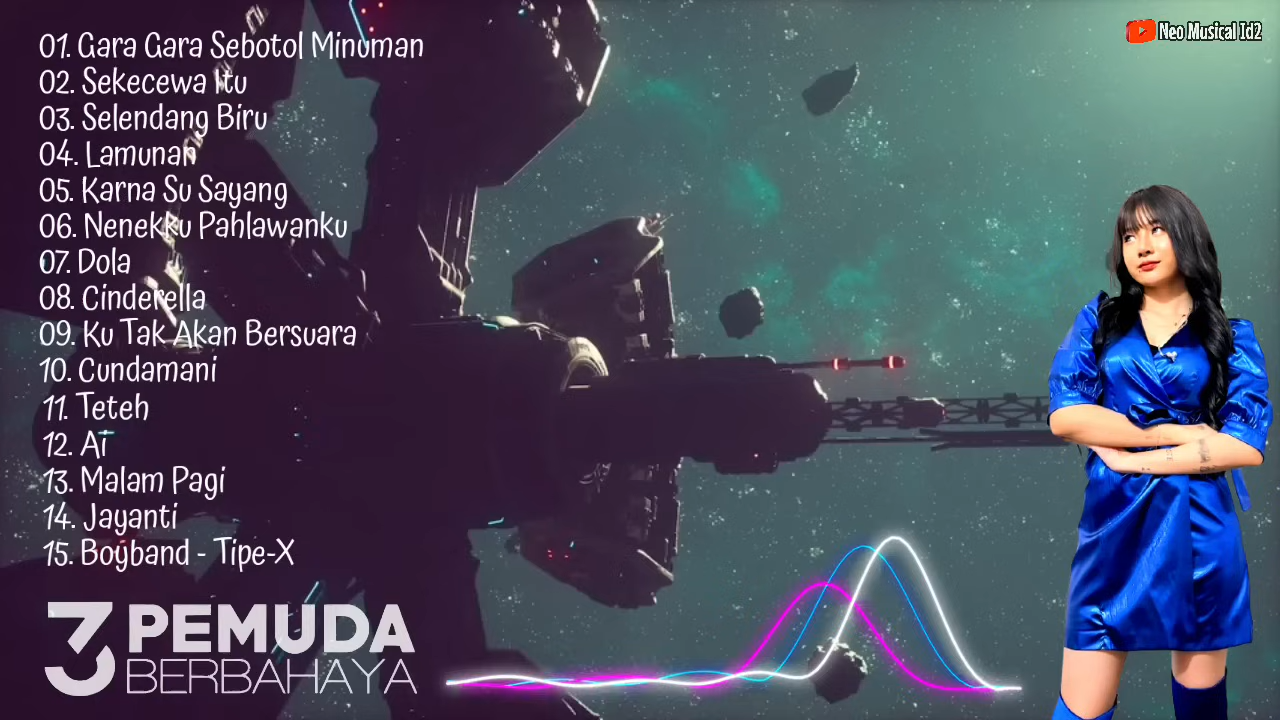 01. Gara Gara Sebotol Minuman
02. Sekecewa Itu
03. Selendang Biru
04. Lamunan
05. Karna Su Sayang
06. Nenekku Pahlawanku
07. Dola
08. Cinderella
09. Ku Tak Akan Bersuara
10. Cundamani
11. Teteh
12. Ai
13. Malam Pagi
14. Jayanti
15. Boyband - Tipe-X
3 PEMUDA
BERBAHAYA
Neo Musical Id2